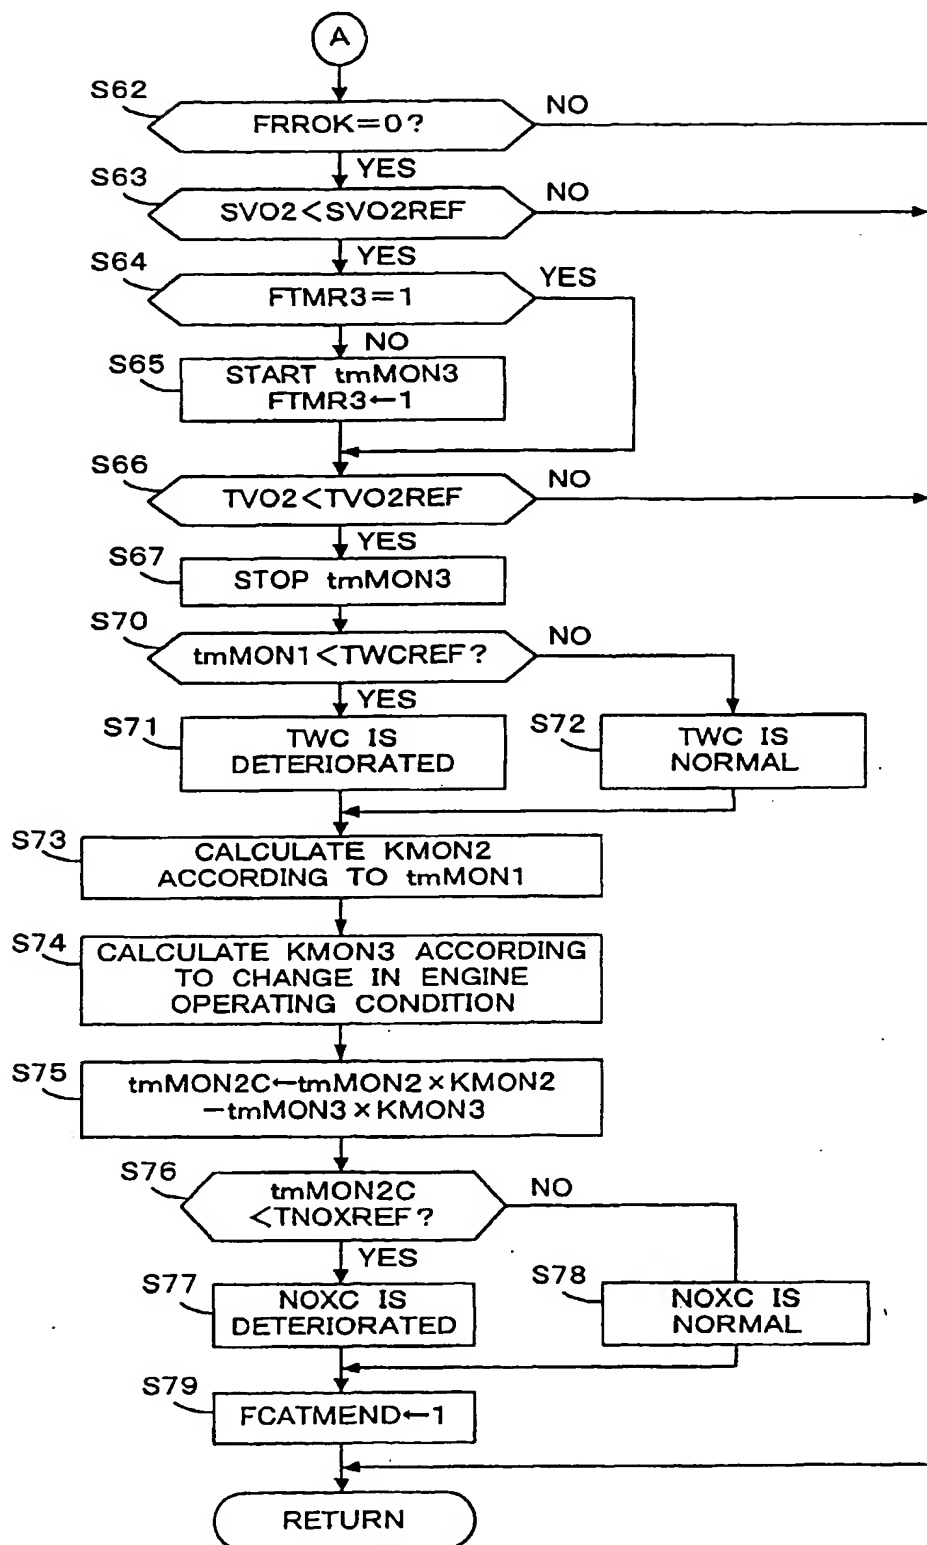 A
S62
FRROK=0?
NO
YES
S63
SVO2<SVO2REF
NO
YES
S64
FTMR3=1
YES
NO
S65
START tmMON3
FTMR3←1
S66
TVO2<TVO2REF
NO
YES
S67
STOP tmMON3
S70
tmMON1<TWCREF?
NO
YES
S71
TWC IS
DETERIORATED
S72
TWC IS
NORMAL
S73
CALCULATE KMON2
ACCORDING TO tmMON1
S74
CALCULATE KMON3 ACCORDING
TO CHANGE IN ENGINE
OPERATING CONDITION
S75
tmMON2C←tmMON2×KMON2
−tmMON3×KMON3
S76
tmMON2C
<TNOXREF?
NO
YES
S77
NOXC IS
DETERIORATED
S78
NOXC IS
NORMAL
S79
FCATMEND←1
RETURN